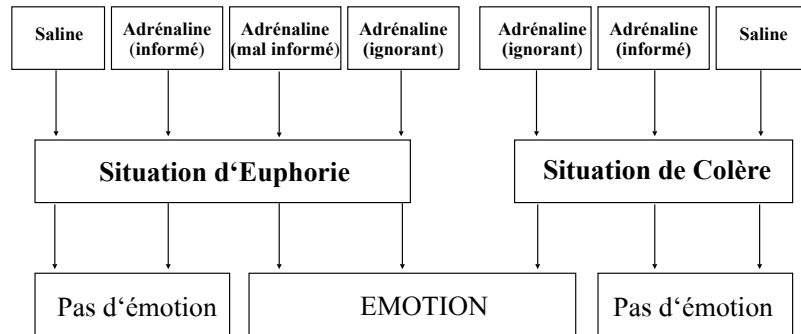 Saline
Adrénaline
(informé)
Adrénaline
(mal informé)
Adrénaline
(ignorant)
Adrénaline
(ignorant)
Adrénaline
(informé)
Saline
Situation d‘Euphorie
Situation de Colère
Pas d‘émotion
EMOTION
Pas d‘émotion